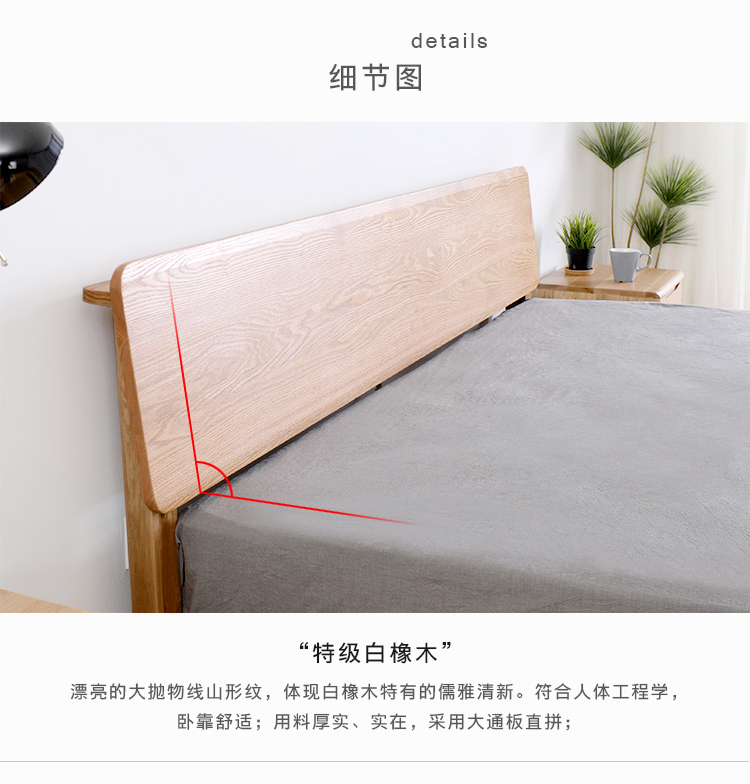 details
细节图
“特级白橡木”
漂亮的大抛物线山形纹，体现白橡木特有的儒雅清新。符合人体工程学，
卧靠舒适；用料厚实、实在，采用大通板直拼；